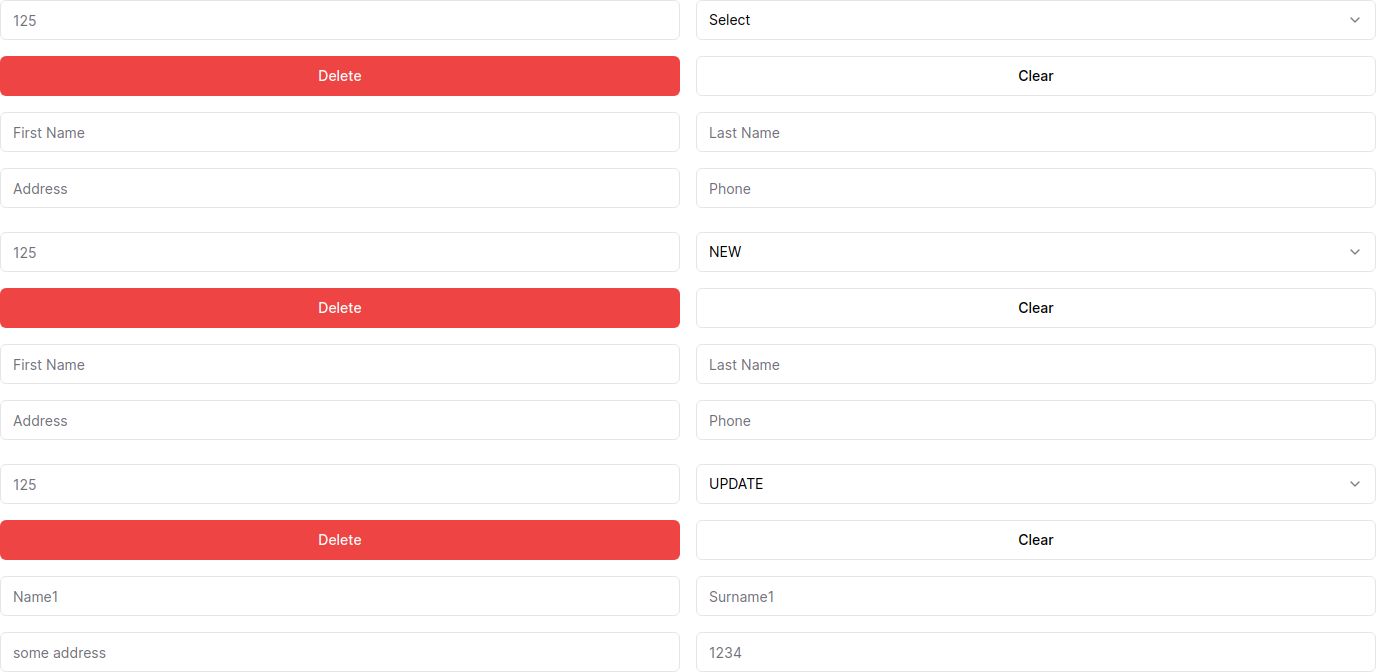 125 Select
Delete Clear
First Name Last Name
Address Phone
125 NEW
Delete Clear
First Name Last Name
Address Phone
125 UPDATE
Delete Clear
Name1 Surname1
some address 1234